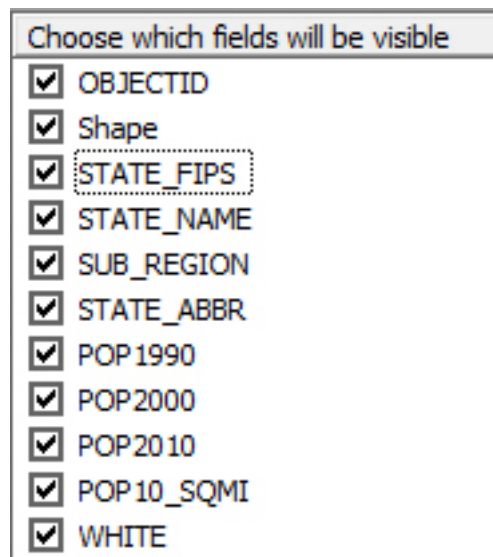 Choose which fields will be visible
OBJECTID
Shape
STATE_FIPS
STATE_NAME
SUB_REGION
STATE_ABBR
POP1990
POP2000
POP2010
POP10_SQMI
WHITE